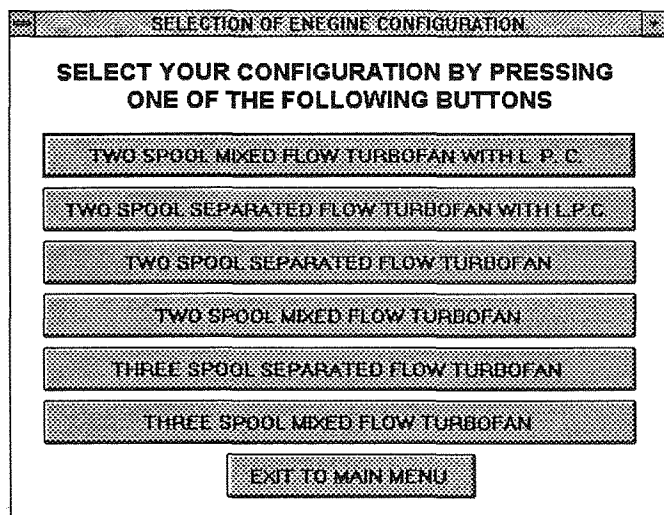 SELECTION OF ENEGINE CONFIGURATION
SELECT YOUR CONFIGURATION BY PRESSING
ONE OF THE FOLLOWING BUTTONS
TWO SPOOL MIXED FLOW TURBOFAN WITH L. P. C.
TWO SPOOL SEPARATED FLOW TURBOFAN WITH L.P.C
TWO SPOOL SEPARATED FLOW TURBOFAN
TWO SPOOL MIXED FLOW TURBOFAN
THREE SPOOL SEPARATED FLOW TURBOFAN
THREE SPOOL MIXED FLOW TURBOFAN
EXIT TO MAIN MENU